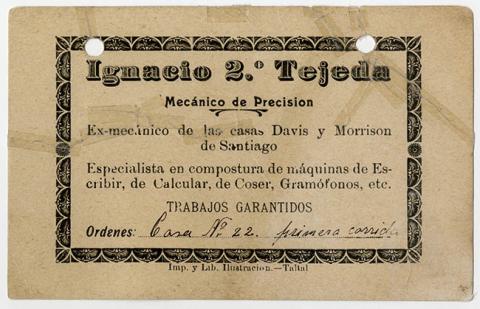 Ignacio 2.º Tejeda
Mecánico de Precision
Ex-mecánico de las casas Davis y Morrison
de Santiago
Especialista en compostura de máquinas de Es-
cribir, de Calcular, de Coser, Gramófonos, etc.
TRABAJOS GARANTIDOS
Ordenes: Casa Nº 22. primera corrida
Imp. y Lib. Ilustracion.—Taltal